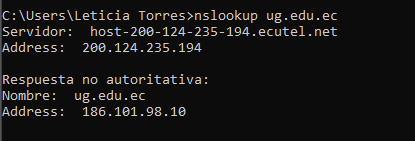 C:\Users\Leticia Torres>nslookup ug.edu.ec
Servidor:  host-200-124-235-194.ecutel.net
Address:  200.124.235.194

Respuesta no autoritativa:
Nombre:  ug.edu.ec
Address:  186.101.98.10